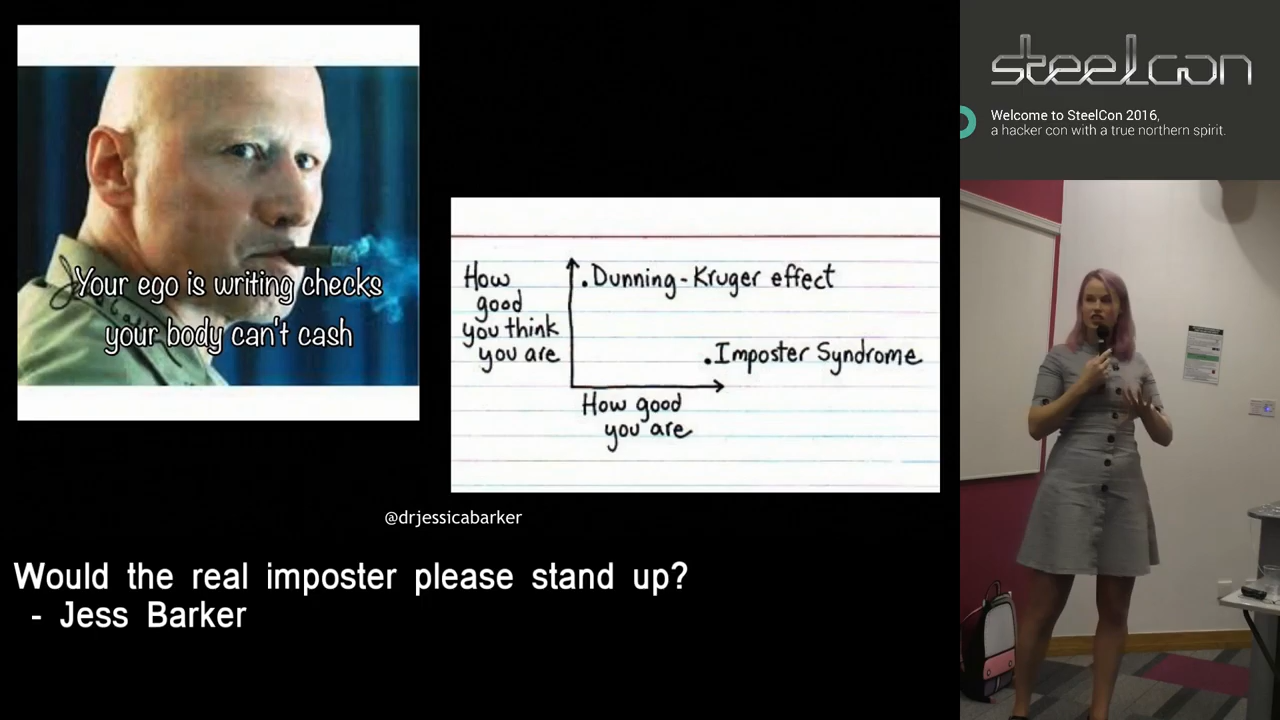 Your ego is writing checks
your body can't cash
How
good
you think
you are
.Dunning-Kruger effect
.Imposter Syndrome
How good
you are
@drjessicabarker
Would the real imposter please stand up?
- Jess Barker
steelcon
Welcome to SteelCon 2016,
a hacker con with a true northern spirit.